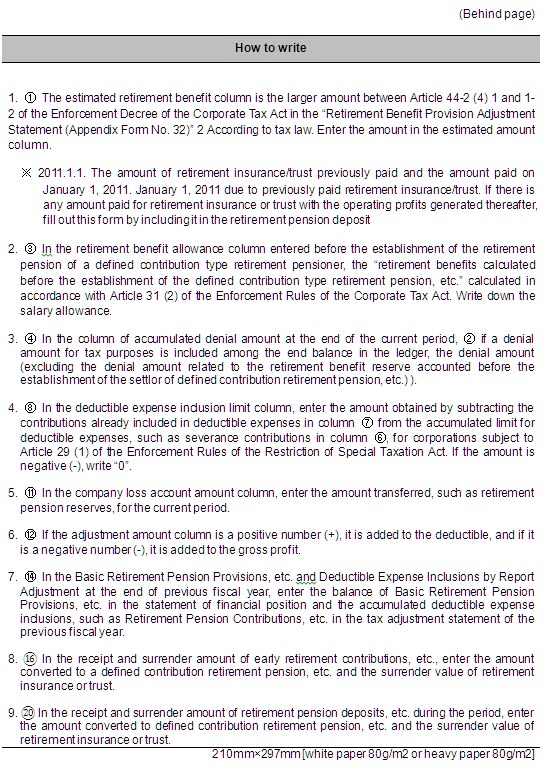 (Behind page)
How to write
1. ① The estimated retirement benefit column is the larger amount between Article 44-2 (4) 1 and 1-
2 of the Enforcement Decree of the Corporate Tax Act in the “Retirement Benefit Provision Adjustment
Statement (Appendix Form No. 32)” 2 According to tax law. Enter the amount in the estimated amount
column.
※ 2011.1.1. The amount of retirement insurance/trust previously paid and the amount paid on
January 1, 2011. January 1, 2011 due to previously paid retirement insurance/trust. If there is
any amount paid for retirement insurance or trust with the operating profits generated thereafter,
fill out this form by including it in the retirement pension deposit
2. ③ In the retirement benefit allowance column entered before the establishment of the retirement
pension of a defined contribution type retirement pensioner, the “retirement benefits calculated
before the establishment of the defined contribution type retirement pension, etc.” calculated in
accordance with Article 31 (2) of the Enforcement Rules of the Corporate Tax Act. Write down the
salary allowance.
3. ④ In the column of accumulated denial amount at the end of the current period, ② if a denial
amount for tax purposes is included among the end balance in the ledger, the denial amount
(excluding the denial amount related to the retirement benefit reserve accounted before the
establishment of the settlor of defined contribution retirement pension, etc.) ).
4. ⑧ In the deductible expense inclusion limit column, enter the amount obtained by subtracting the
contributions already included in deductible expenses in column ⑦ from the accumulated limit for
deductible expenses, such as severance contributions in column ⑥, for corporations subject to
Article 29 (1) of the Enforcement Rules of the Restriction of Special Taxation Act. If the amount is
negative (-), write “0”.
5. ⑪ In the company loss account amount column, enter the amount transferred, such as retirement
pension reserves, for the current period.
6. ⑫ If the adjustment amount column is a positive number (+), it is added to the deductible, and if it
is a negative number (-), it is added to the gross profit.
7. ⑭ In the Basic Retirement Pension Provisions, etc. and Deductible Expense Inclusions by Report
Adjustment at the end of previous fiscal year, enter the balance of Basic Retirement Pension
Provisions, etc. in the statement of financial position and the accumulated deductible expense
inclusions, such as Retirement Pension Contributions, etc. in the tax adjustment statement of the
previous fiscal year.
8. ⑯ In the receipt and surrender amount of early retirement contributions, etc., enter the amount
converted to a defined contribution retirement pension, etc. and the surrender value of retirement
insurance or trust.
9. ⑳ In the receipt and surrender amount of retirement pension deposits, etc. during the period, enter
the amount converted to defined contribution retirement pension, etc. and the surrender value of
retirement insurance or trust.
210mm×297mm[white paper 80g/m2 or heavy paper 80g/m2]